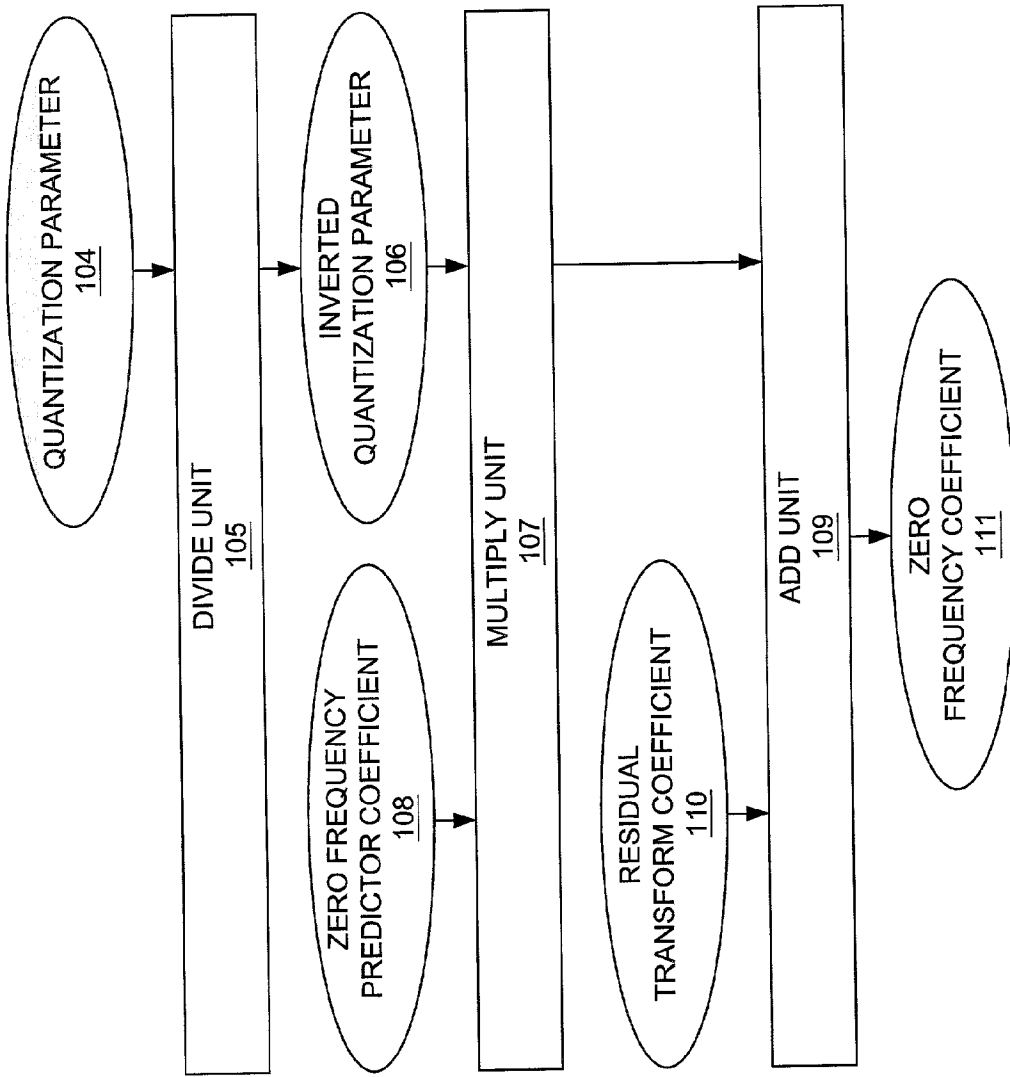 QUANTIZATION PARAMETER
104
DIVIDE UNIT
105
INVERTED
QUANTIZATION PARAMETER
106
ZERO FREQUENCY
PREDICTOR COEFFICIENT
108
MULTIPLY UNIT
107
RESIDUAL
TRANSFORM COEFFICIENT
110
ADD UNIT
109
ZERO
FREQUENCY COEFFICIENT
111